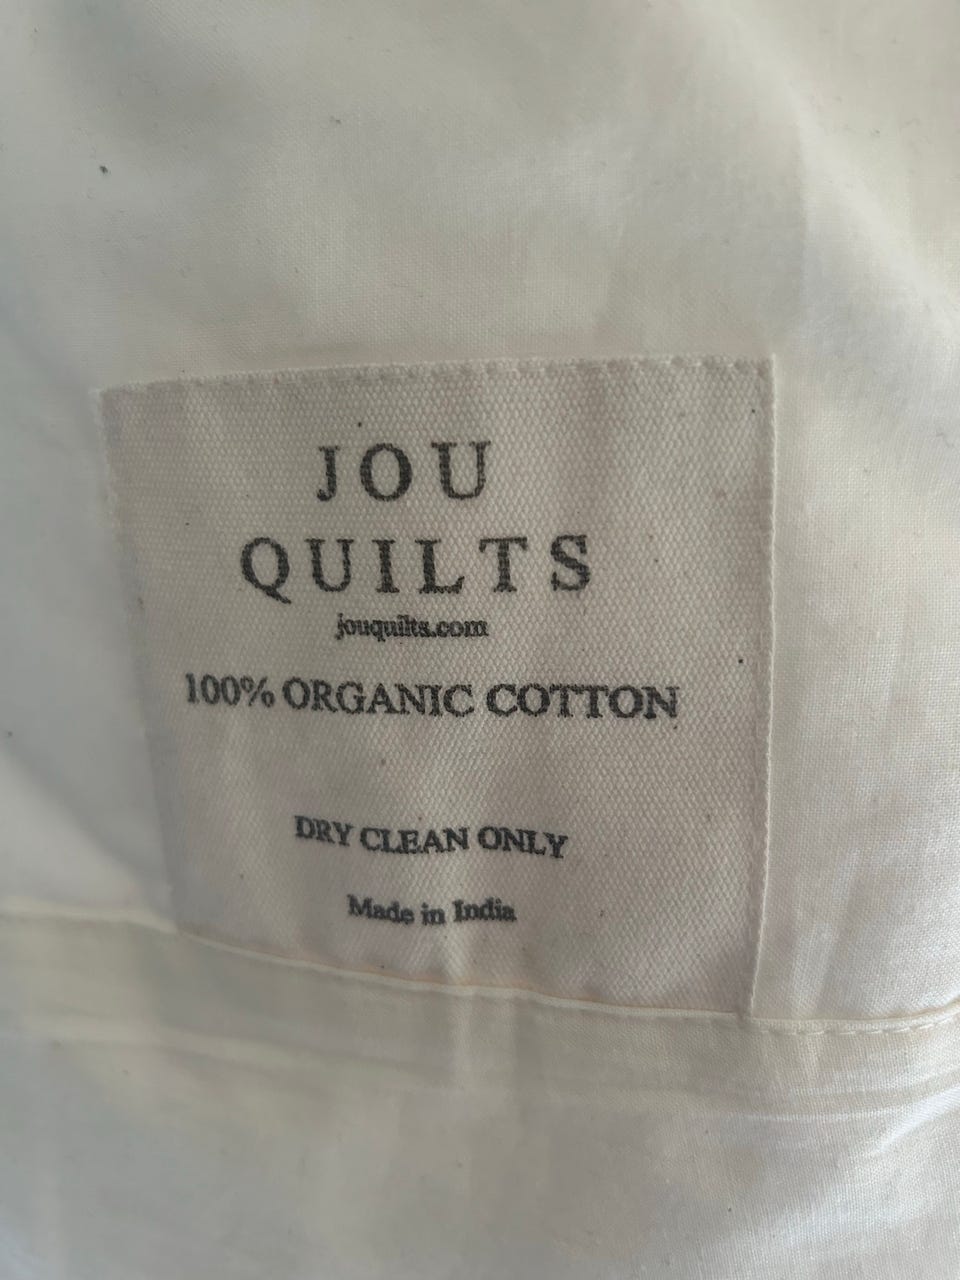 JOU
QUILTS
jouquilts.com
100% ORGANIC COTTON
DRY CLEAN ONLY
Made in India